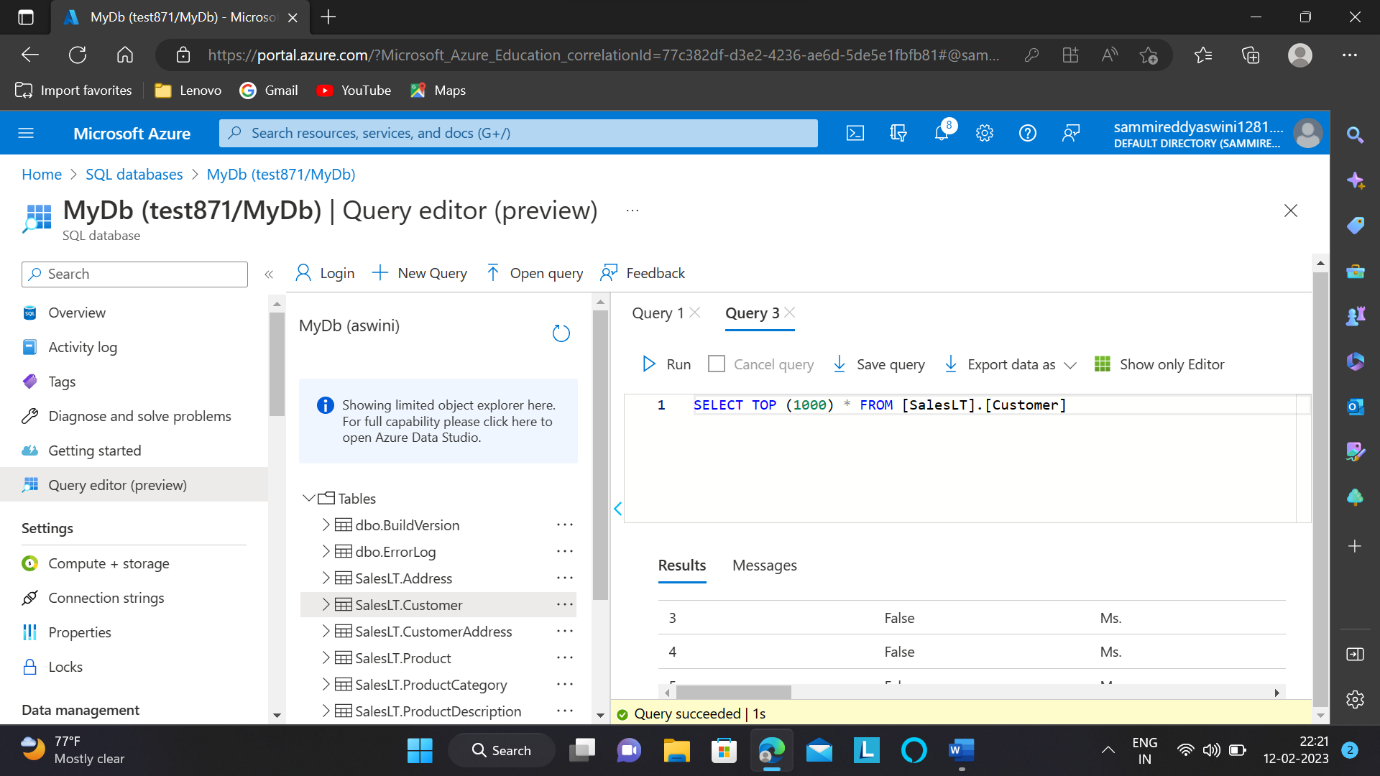 MyDb (test871/MyDb) - Microso
https://portal.azure.com/?Microsoft_Azure_Education_correlationId=77c382df-d3e2-4236-ae6d-5de5e1fbfb81#@sam...
Import favorites
Lenovo
Gmail
YouTube
Maps
Microsoft Azure
Search resources, services, and docs (G+/)
8
sammireddyaswini1281....
DEFAULT DIRECTORY (SAMMIRE...
Home > SQL databases > MyDb (test871/MyDb)
MyDb (test871/MyDb) | Query editor (preview) ...
SQL database
Search
Overview
Activity log
Tags
Diagnose and solve problems
Getting started
Query editor (preview)
Settings
Compute + storage
Connection strings
Properties
Locks
Data management
Login
New Query
Open query
Feedback
MyDb (aswini)
Showing limited object explorer here.
For full capability please click here to
open Azure Data Studio.
Tables
dbo.BuildVersion
dbo.ErrorLog
SalesLT.Address
SalesLT.Customer
SalesLT.CustomerAddress
SalesLT.Product
SalesLT.ProductCategory
SalesLT.ProductDescription
Query 1
Query 3
Run
Cancel query
Save query
Export data as
Show only Editor
1 SELECT TOP (1000) * FROM [SalesLT].[Customer]
Results
Messages
3 False Ms.
4 False Ms.
Query succeeded | 1s
77°F
Mostly clear
Search
ENG
IN
22:21
12-02-2023
2